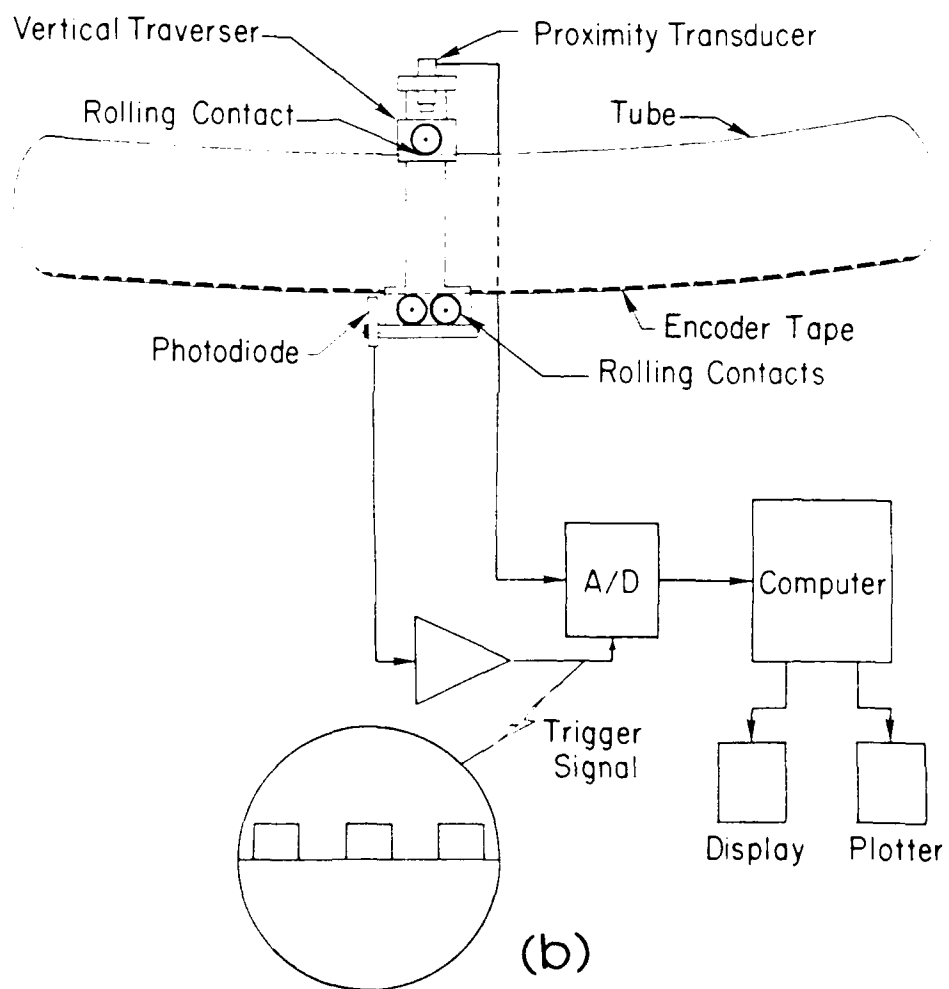 Vertical Traverser
Proximity Transducer
Rolling Contact
Tube
Encoder Tape
Photodiode
Rolling Contacts
A/D
Computer
Trigger
Signal
Display
Plotter
(b)